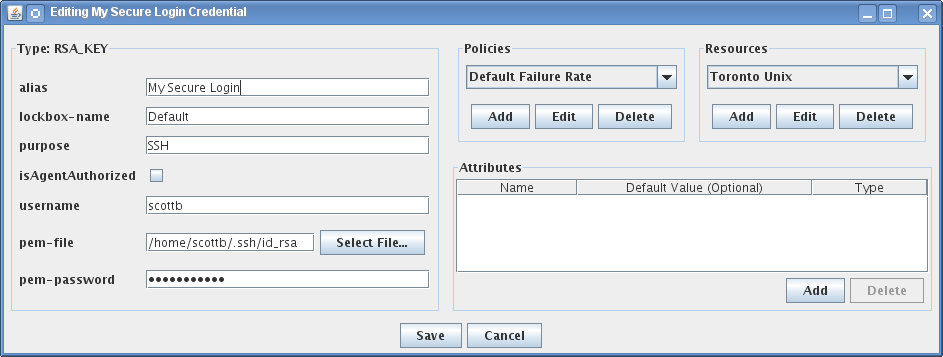 Editing My Secure Login Credential
Type: RSA_KEY
alias My Secure Login
lockbox-name Default
purpose SSH
isAgentAuthorized
username scottb
pem-file /home/scottb/.ssh/id_rsa Select File...
pem-password •••••••••••
Policies
Default Failure Rate
Add Edit Delete
Resources
Toronto Unix
Add Edit Delete
Attributes
Name Default Value (Optional) Type
Add Delete
Save Cancel